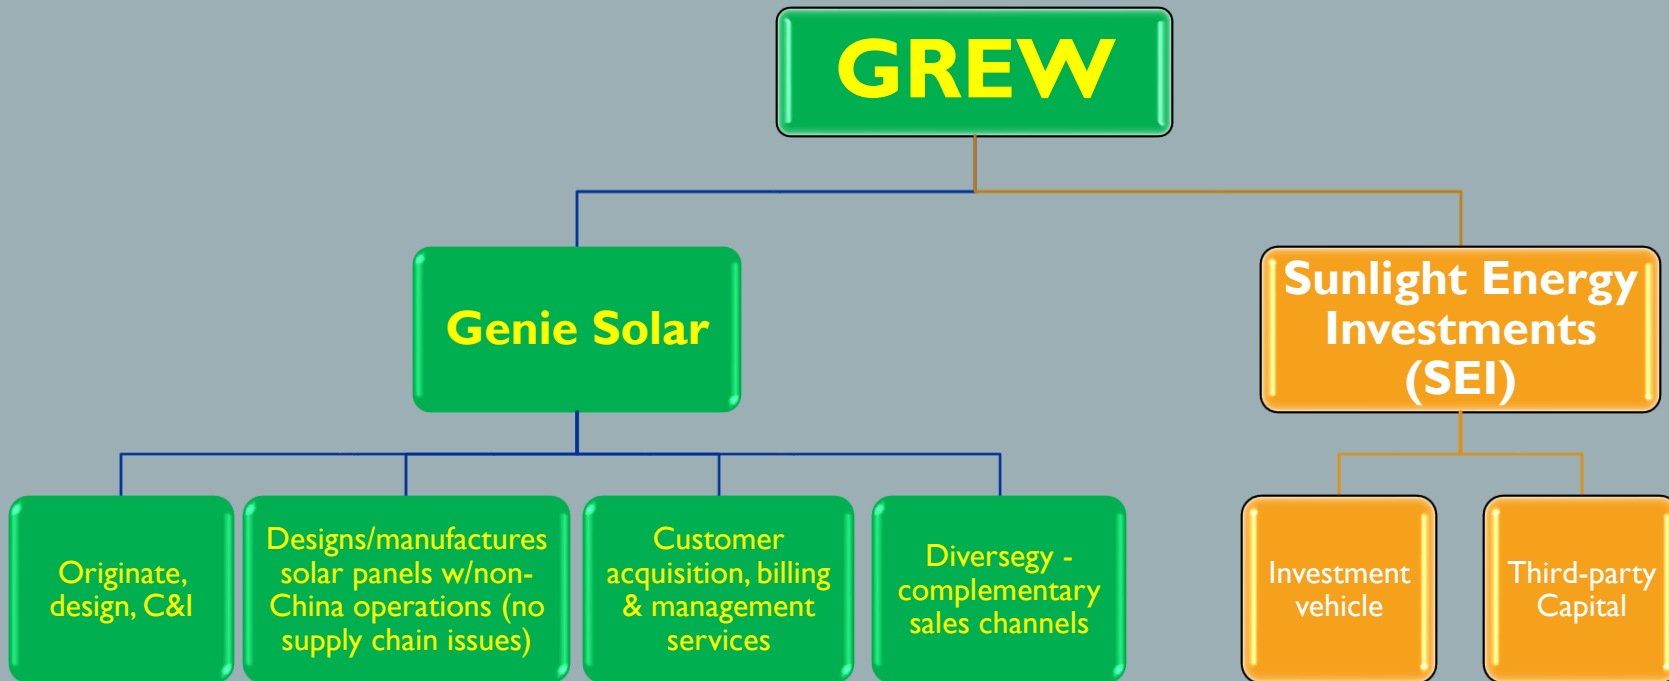 GREW
Genie Solar
Sunlight Energy
Investments
(SEI)
Originate,
design, C&I
Designs/manufactures
solar panels w/non-
China operations (no
supply chain issues)
Customer
acquisition, billing
& management
services
Diversegy -
complementary
sales channels
Investment
vehicle
Third-party
Capital